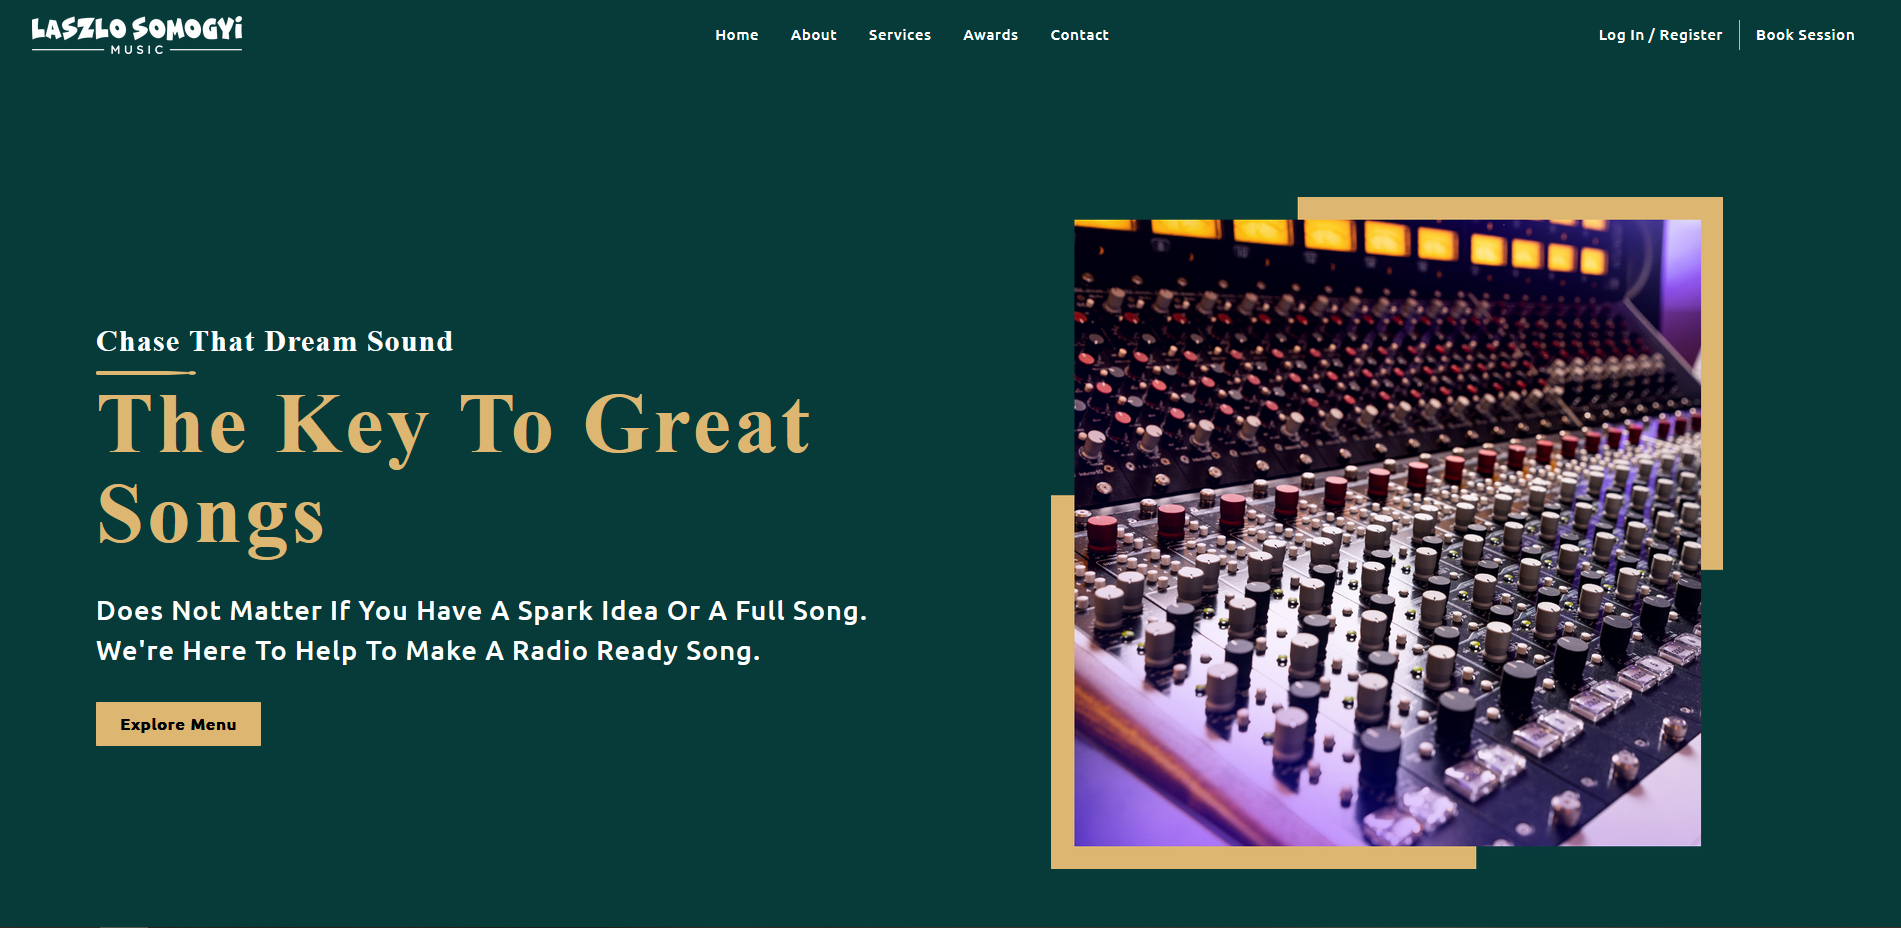 LASZLO SOMOGYI
MUSIC
Home About Services Awards Contact
Log In / Register Book Session
Chase That Dream Sound
The Key To Great
Songs
Does Not Matter If You Have A Spark Idea Or A Full Song.
We're Here To Help To Make A Radio Ready Song.
Explore Menu